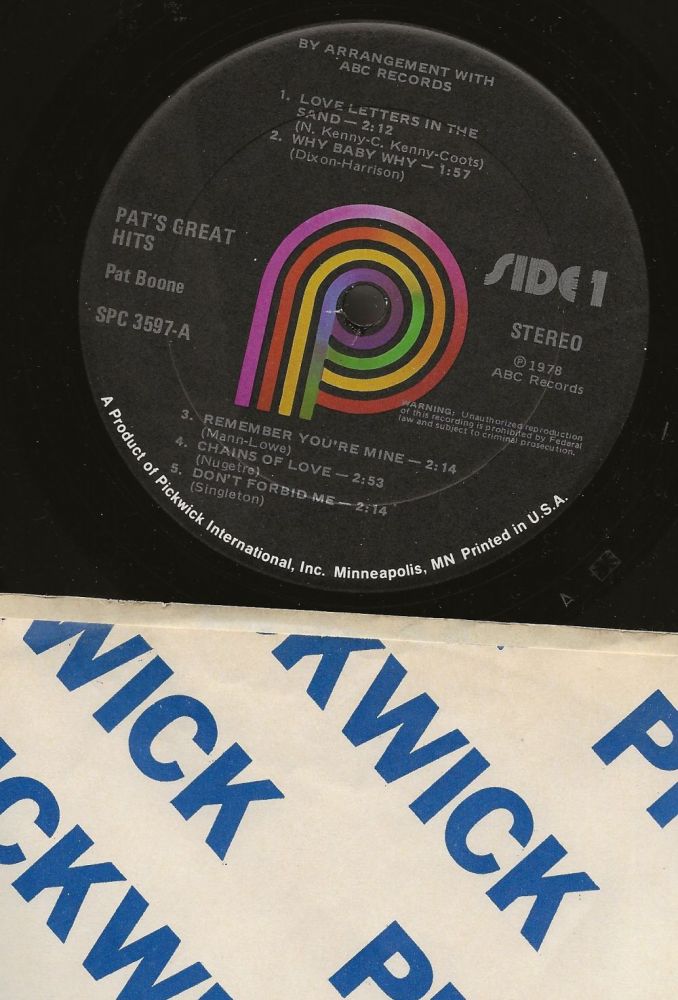 BY ARRANGEMENT WITH
ABC RECORDS
1. LOVE LETTERS IN THE
SAND — 2:12
(N. Kenny-C. Kenny-Coots)
2. WHY BABY WHY — 1:57
(Dixon-Harrison)
PAT'S GREAT
HITS
Pat Boone
SPC 3597-A
SIDE 1
STEREO
℗ 1978
ABC Records
WARNING: Unauthorized reproduction
of this recording is prohibited by Federal
law and subject to criminal prosecution.
3. REMEMBER YOU'RE MINE — 2:14
(Mann-Lowe)
4. CHAINS OF LOVE — 2:53
(Nugetre)
5. DON'T FORBID ME — 2:14
(Singleton)
A Product of Pickwick International, Inc. Minneapolis, MN Printed in U.S.A.
A
WICK
KWICK
PI
CKW
PI